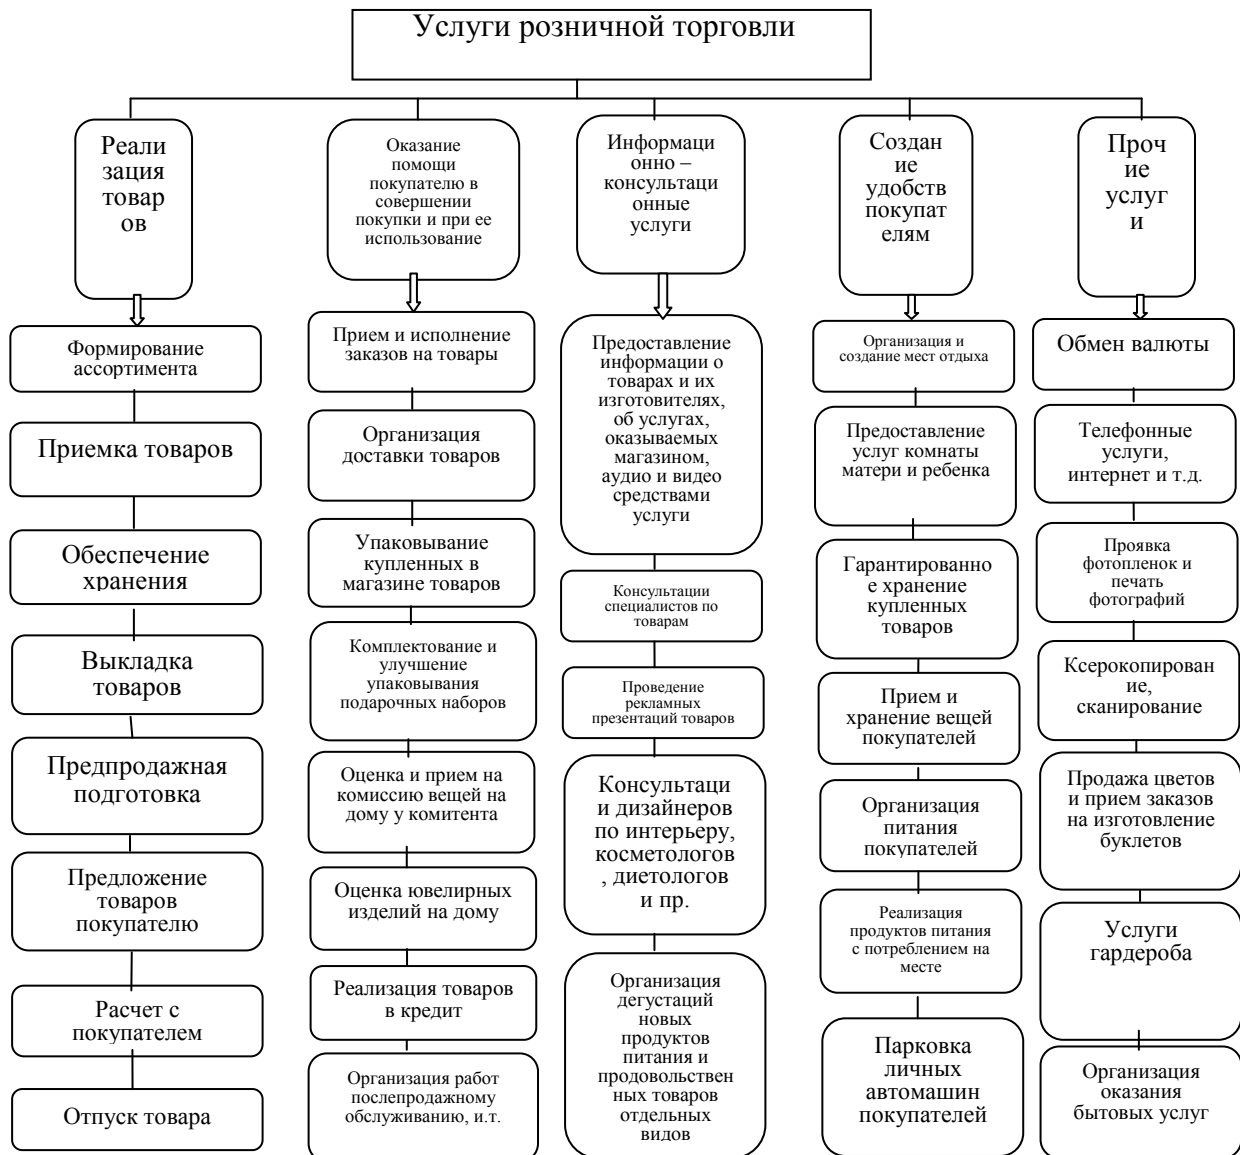 Услуги розничной торговли
Реали
зация
товар
ов
Оказание
помощи
покупателю в
совершении
покупки и при ее
использование
Информаци
онно –
консультаци
онные
услуги
Создан
ие
удобств
покупат
елям
Проч
ие
услуг
и
Формирование
ассортимента
Приемка товаров
Обеспечение
хранения
Выкладка
товаров
Предпродажная
подготовка
Предложение
товаров
покупателю
Расчет с
покупателем
Отпуск товара
Прием и исполнение
заказов на товары
Организация
доставки товаров
Упаковывание
купленных в
магазине товаров
Комплектование и
улучшение
упаковывания
подарочных наборов
Оценка и прием на
комиссию вещей на
дому у комитента
Оценка ювелирных
изделий на дому
Реализация товаров
в кредит
Организация работ
послепродажному
обслуживанию, и.т.
Предоставление
информации о
товарах и их
изготовителях,
об услугах,
оказываемых
магазином,
аудио и видео
средствами
услуги
Консультации
специалистов по
товарам
Проведение
рекламных
презентаций товаров
Консультаци
и дизайнеров
по интерьеру,
косметологов
, диетологов
и пр.
Организация
дегустаций
новых
продуктов
питания и
продовольствен
ных товаров
отдельных
видов
Организация и
создание мест отдыха
Предоставление
услуг комнаты
матери и ребенка
Гарантированно
е хранение
купленных
товаров
Прием и
хранение вещей
покупателей
Организация
питания
покупателей
Реализация
продуктов питания
с потреблением на
месте
Парковка
личных
автомашин
покупателей
Обмен валюты
Телефонные
услуги,
интернет и т.д.
Проявка
фотопленок и
печать
фотографий
Ксерокопирован
ие,
сканирование
Продажа цветов
и прием заказов
на изготовление
буклетов
Услуги
гардероба
Организация
оказания
бытовых услуг